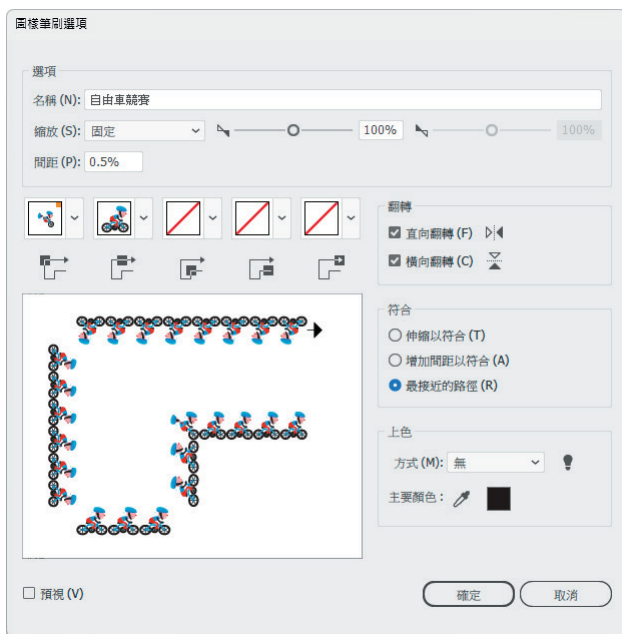 圖樣筆刷選項
選項
名稱 (N): 自由車競賽
縮放 (S): 固定 100% 100%
間距 (P): 0.5%
翻轉
直向翻轉 (F)
橫向翻轉 (C)
符合
伸縮以符合 (T)
增加間距以符合 (A)
最接近的路徑 (R)
上色
方式 (M): 無
主要顏色：
預視 (V)
確定 取消